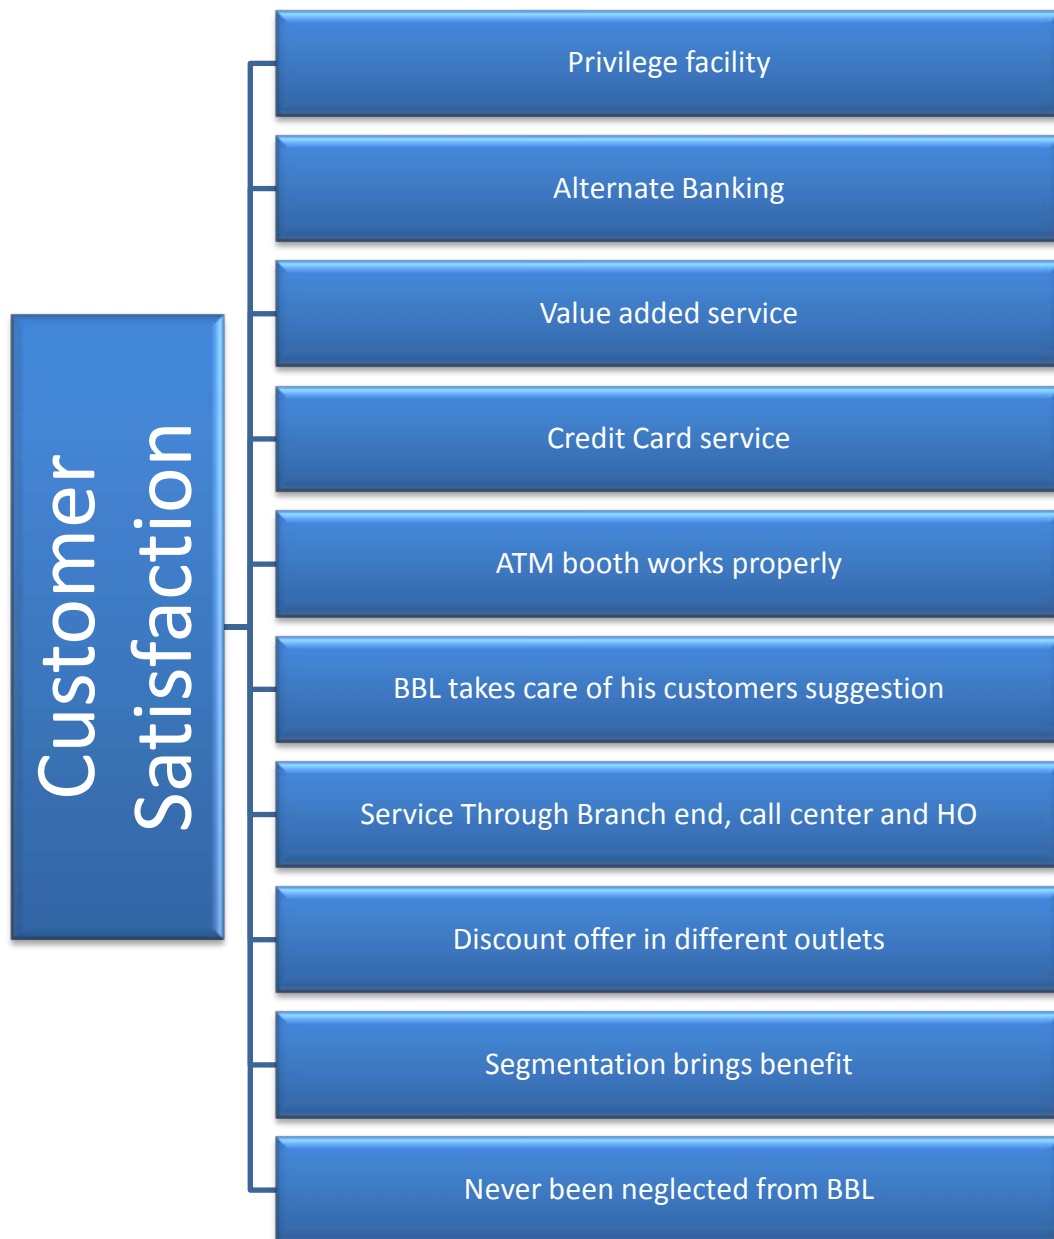 Customer
Satisfaction
Privilege facility
Alternate Banking
Value added service
Credit Card service
ATM booth works properly
BBL takes care of his customers suggestion
Service Through Branch end, call center and HO
Discount offer in different outlets
Segmentation brings benefit
Never been neglected from BBL